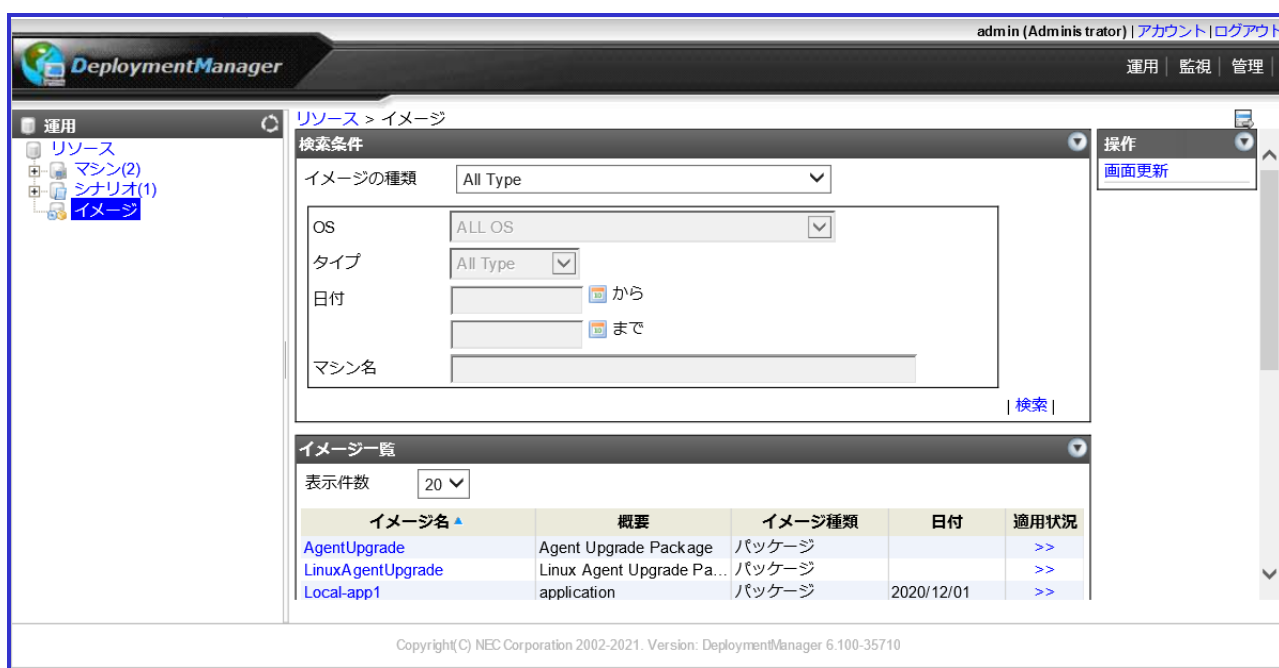 admin (Administrator) | アカウント | ログアウト
DeploymentManager
運用 | 監視 | 管理 |
運用
リソース
マシン(2)
シナリオ(1)
イメージ
リソース > イメージ
検索条件
イメージの種類 All Type
OS ALL OS
タイプ All Type
日付 から
まで
マシン名
| 検索 |
操作
画面更新
イメージ一覧
表示件数 20
イメージ名▲ 概要 イメージ種類 日付 適用状況
AgentUpgrade Agent Upgrade Package パッケージ >>
LinuxAgentUpgrade Linux Agent Upgrade Pa... パッケージ >>
Local-app1 application パッケージ 2020/12/01 >>
Copyright(C) NEC Corporation 2002-2021. Version: DeploymentManager 6.100-35710